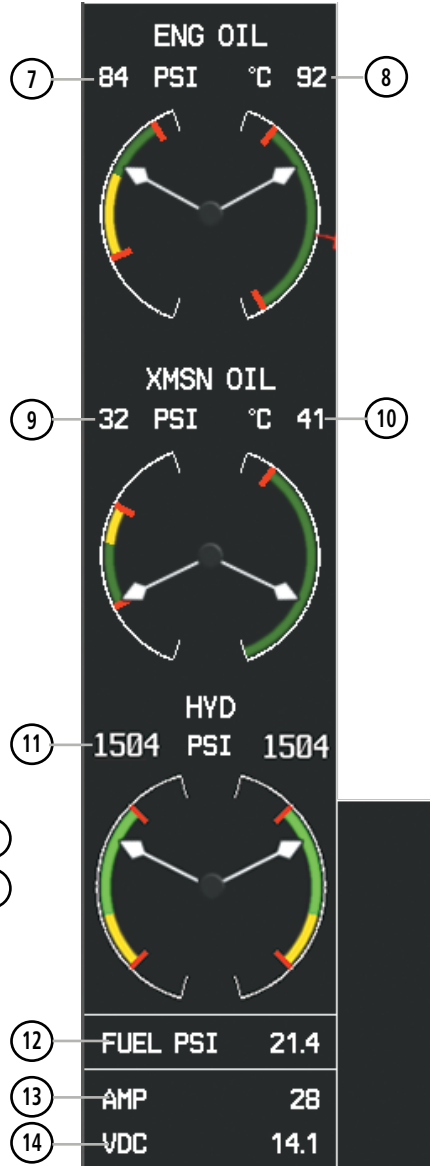 ENG OIL
7 84 PSI °C 92 8
XMSN OIL
9 32 PSI °C 41 10
HYD
11 1504 PSI 1504
12 FUEL PSI 21.4
13 AMP 28
14 VDC 14.1